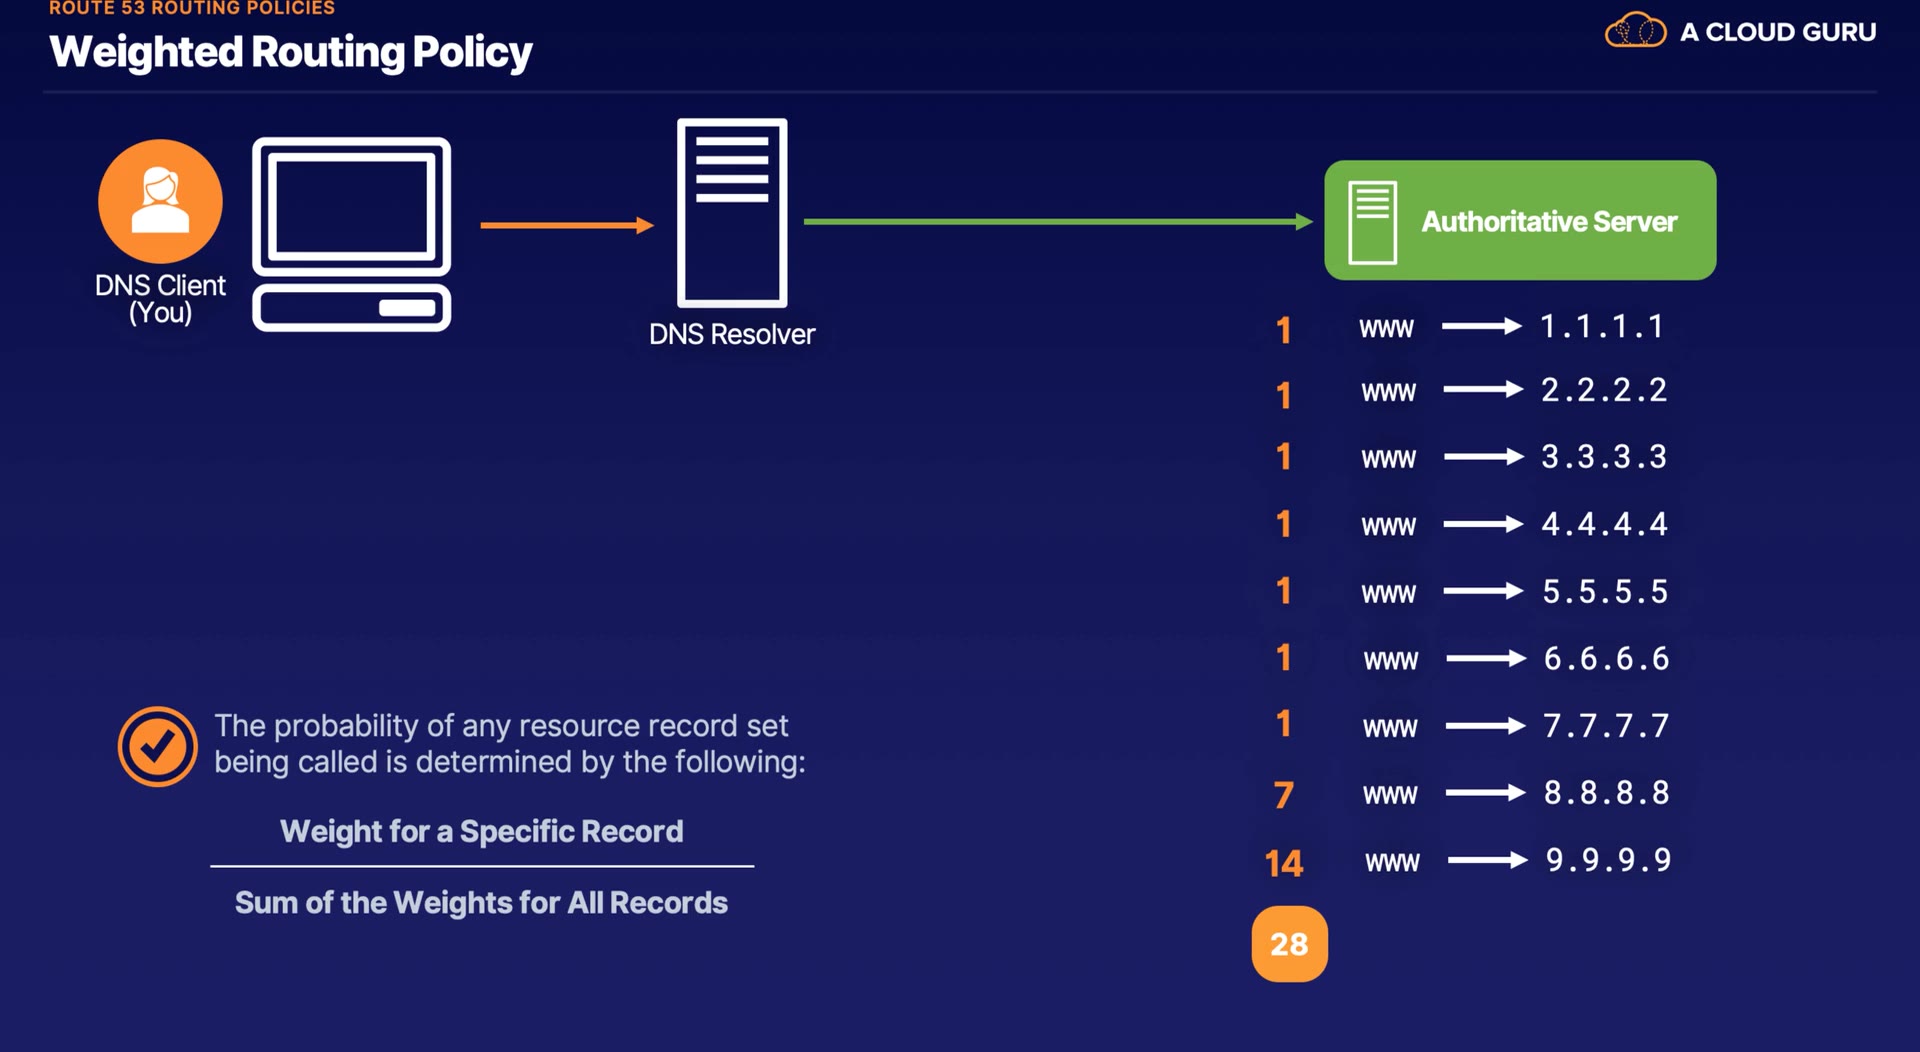 ROUTE 53 ROUTING POLICIES
Weighted Routing Policy
A CLOUD GURU
DNS Client
(You)
DNS Resolver
Authoritative Server
1 www 1.1.1.1
1 www 2.2.2.2
1 www 3.3.3.3
1 www 4.4.4.4
1 www 5.5.5.5
1 www 6.6.6.6
1 www 7.7.7.7
7 www 8.8.8.8
14 www 9.9.9.9
28
The probability of any resource record set
being called is determined by the following:
Weight for a Specific Record
Sum of the Weights for All Records